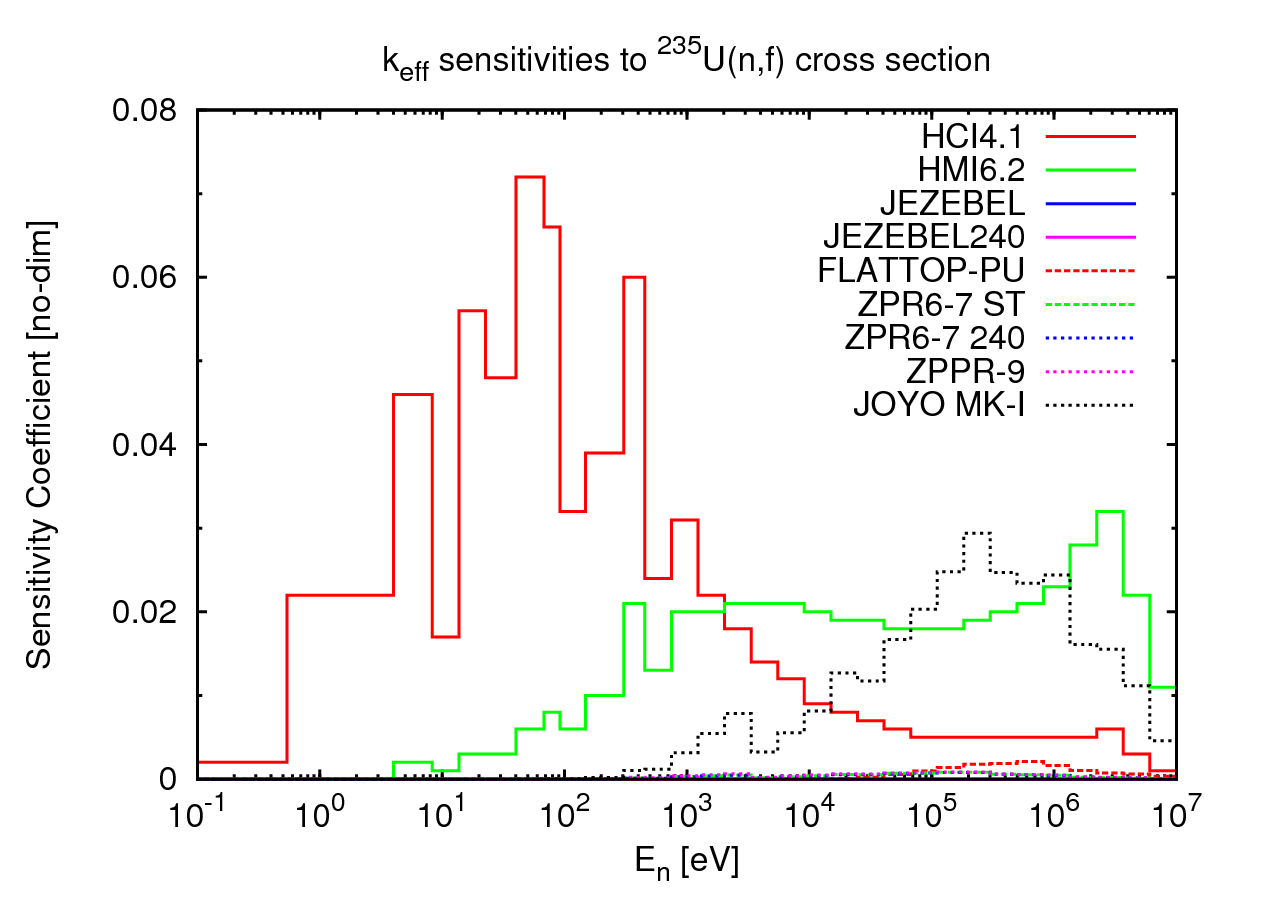 keff sensitivities to 235U(n,f) cross section
0.08
0.06
0.04
0.02
0
Sensitivity Coefficient [no-dim]
HCI4.1
HMI6.2
JEZEBEL
JEZEBEL240
FLATTOP-PU
ZPR6-7 ST
ZPR6-7 240
ZPPR-9
JOYO MK-I
10-1 100 101 102 103 104 105 106 107
En [eV]